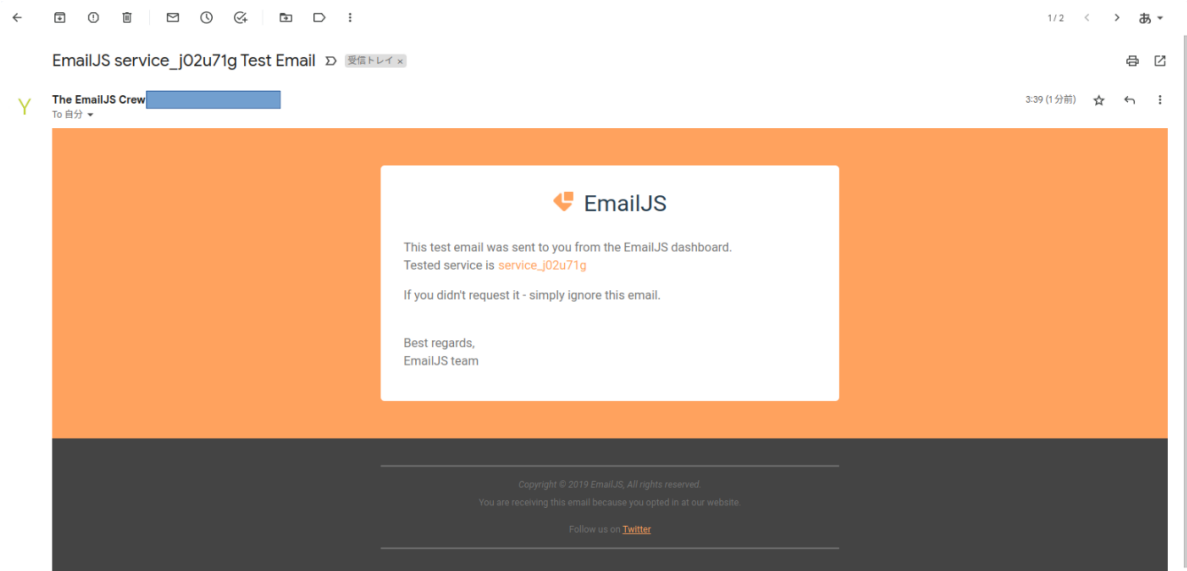 1 / 2
あ
EmailJS service_j02u71g Test Email
受信トレイ ×
Y
The EmailJS Crew
3:39 (1 分前)
To 自分
EmailJS
This test email was sent to you from the EmailJS dashboard.
Tested service is service_j02u71g
If you didn't request it - simply ignore this email.
Best regards,
EmailJS team
Copyright © 2019 EmailJS, All rights reserved.
You are receiving this email because you opted in at our website.
Follow us on Twitter